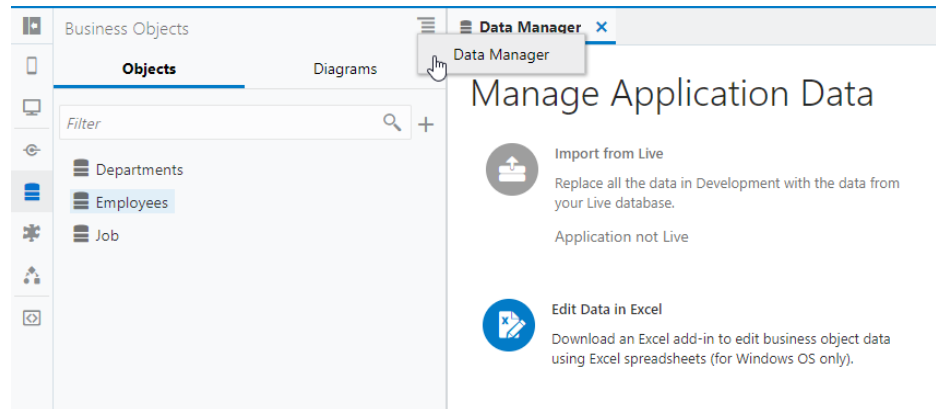 Business Objects
Objects
Diagrams
Filter
Departments
Employees
Job
Data Manager
Data Manager
Manage Application Data
Import from Live
Replace all the data in Development with the data from
your Live database.
Application not Live
Edit Data in Excel
Download an Excel add-in to edit business object data
using Excel spreadsheets (for Windows OS only).